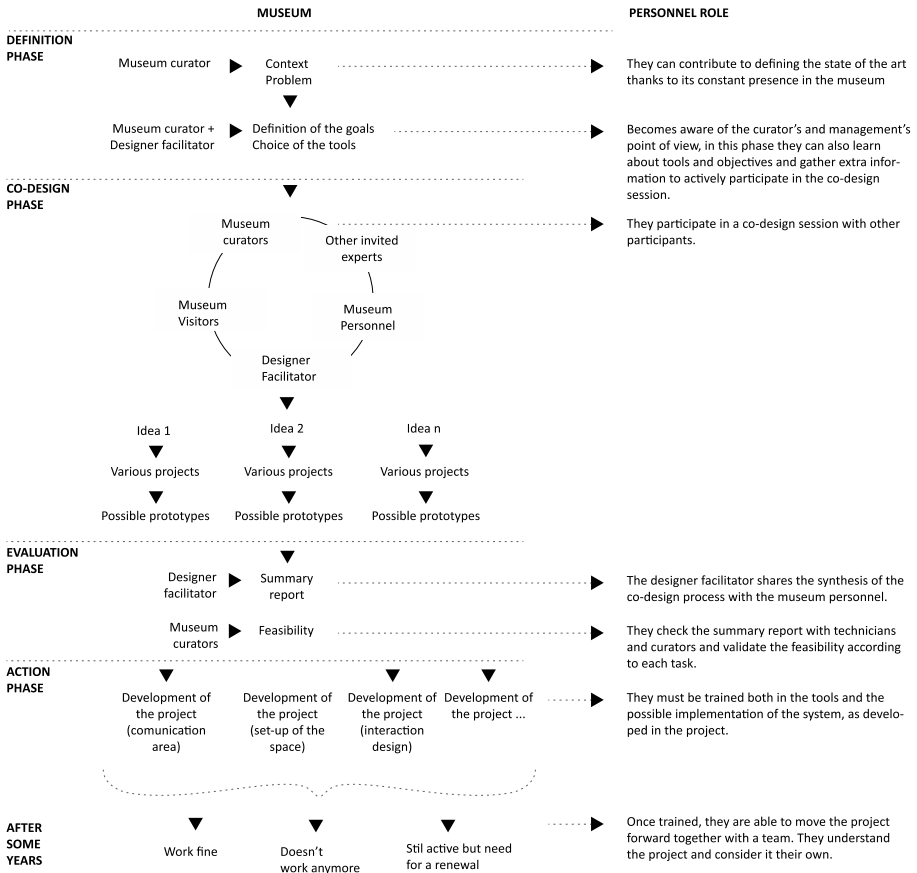 MUSEUM
PERSONNEL ROLE
DEFINITION
PHASE
Museum curator
Context
Problem
They can contribute to defining the state of the art
thanks to its constant presence in the museum
Museum curator +
Designer facilitator
Definition of the goals
Choice of the tools
Becomes aware of the curator's and management's
point of view, in this phase they can also learn
about tools and objectives and gather extra infor-
mation to actively participate in the co-design
session.
CO-DESIGN
PHASE
Museum
curators
Other invited
experts
Museum
Visitors
Museum
Personnel
Designer
Facilitator
They participate in a co-design session with other
participants.
Idea 1
Idea 2
Idea n
Various projects
Various projects
Various projects
Possible prototypes
Possible prototypes
Possible prototypes
EVALUATION
PHASE
Designer
facilitator
Summary
report
The designer facilitator shares the synthesis of the
co-design process with the museum personnel.
Museum
curators
Feasibility
They check the summary report with technicians
and curators and validate the feasibility according
to each task.
ACTION
PHASE
Development of
the project
(comunication
area)
Development of
the project
(set-up of the
space)
Development of
the project
(interaction
design)
Development of
the project ...
They must be trained both in the tools and the
possible implementation of the system, as develo-
ped in the project.
AFTER
SOME
YEARS
Work fine
Doesn't
work anymore
Stil active but need
for a renewal
Once trained, they are able to move the project
forward together with a team. They understand
the project and consider it their own.